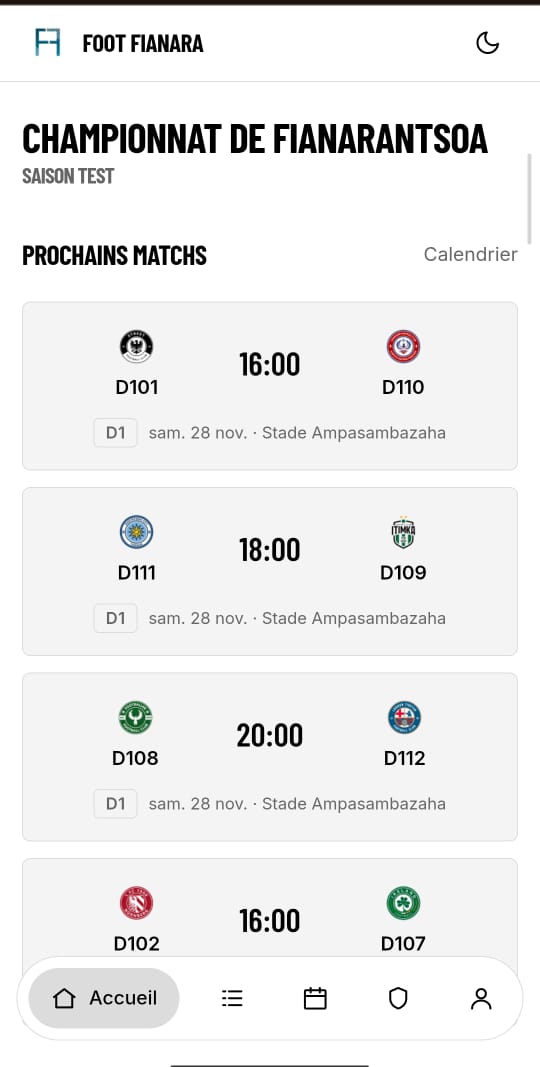 FOOT FIANARA
CHAMPIONNAT DE FIANARANTSOA
SAISON TEST
PROCHAINS MATCHS
Calendrier
16:00
D101
D110
D1 sam. 28 nov. · Stade Ampasambazaha
ITIMKA
18:00
D111
D109
D1 sam. 28 nov. · Stade Ampasambazaha
20:00
D108
D112
D1 sam. 28 nov. · Stade Ampasambazaha
16:00
D102
D107
Accueil